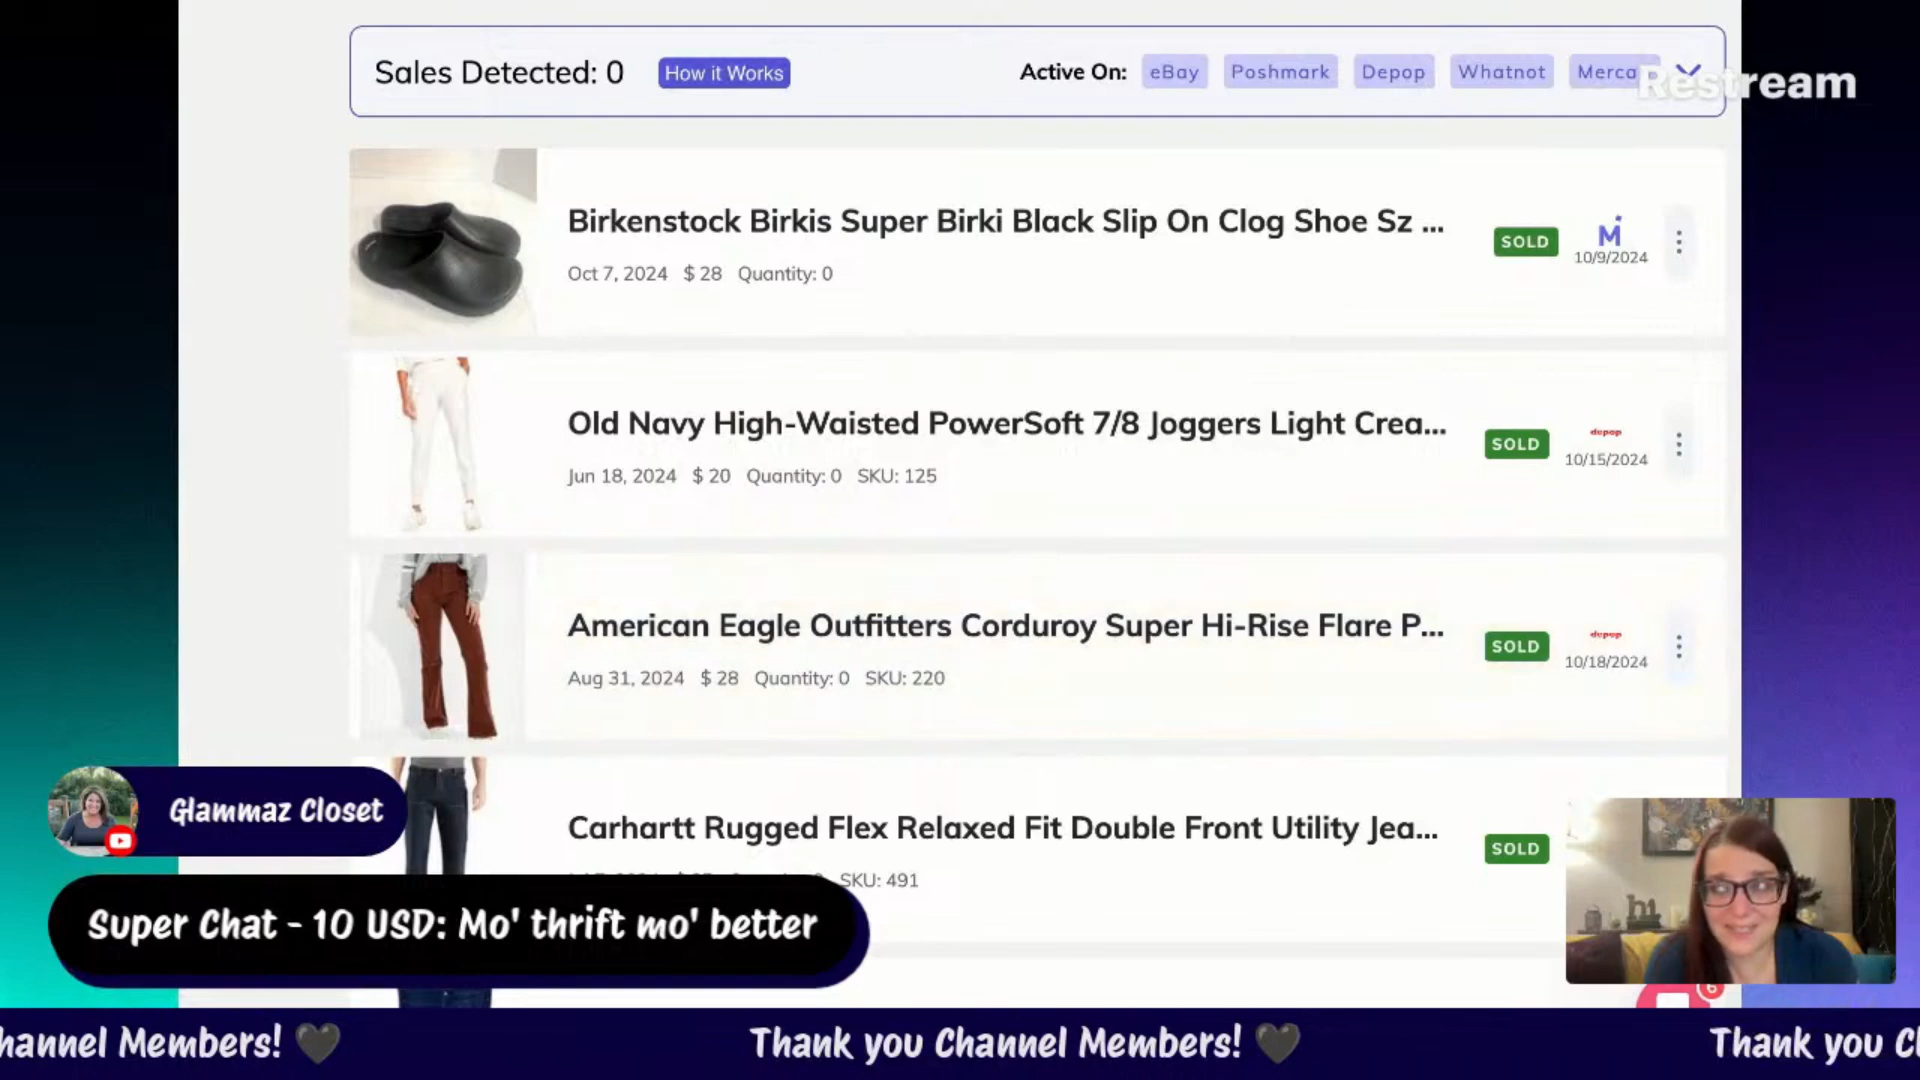 Sales Detected: 0
How it Works
Active On:
eBay
Poshmark
Depop
Whatnot
Merca
Restream
Birkenstock Birkis Super Birki Black Slip On Clog Shoe Sz ...
Oct 7, 2024 $ 28 Quantity: 0
SOLD
10/9/2024
Old Navy High-Waisted PowerSoft 7/8 Joggers Light Crea...
Jun 18, 2024 $ 20 Quantity: 0 SKU: 125
SOLD
depop
10/15/2024
American Eagle Outfitters Corduroy Super Hi-Rise Flare P...
Aug 31, 2024 $ 28 Quantity: 0 SKU: 220
SOLD
depop
10/18/2024
Carhartt Rugged Flex Relaxed Fit Double Front Utility Jea...
SKU: 491
SOLD
Glammaz Closet
Super Chat - 10 USD: Mo' thrift mo' better
hannel Members! 🖤
Thank you Channel Members! 🖤
Thank you C